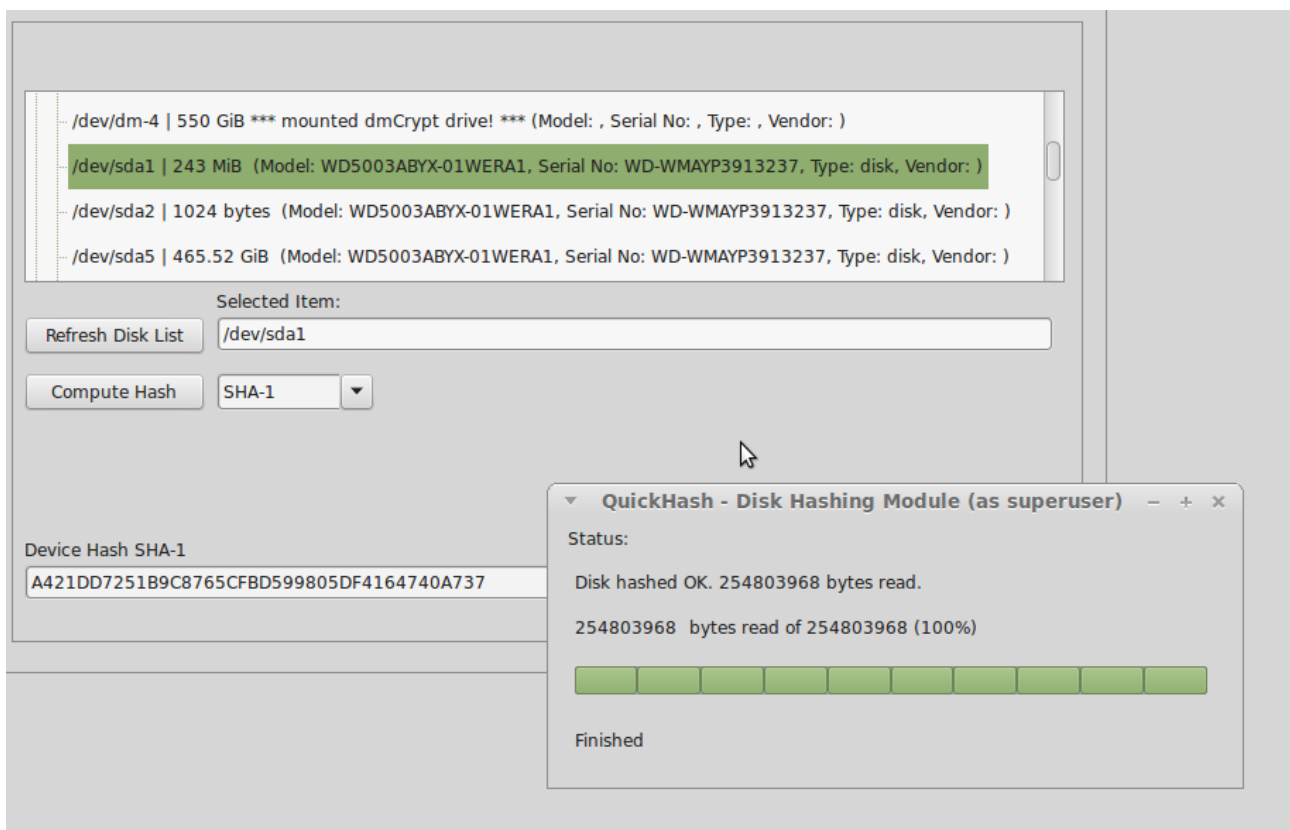 /dev/dm-4 | 550 GiB *** mounted dmCrypt drive! *** (Model: , Serial No: , Type: , Vendor: )
/dev/sda1 | 243 MiB  (Model: WD5003ABYX-01WERA1, Serial No: WD-WMAYP3913237, Type: disk, Vendor: )
/dev/sda2 | 1024 bytes  (Model: WD5003ABYX-01WERA1, Serial No: WD-WMAYP3913237, Type: disk, Vendor: )
/dev/sda5 | 465.52 GiB  (Model: WD5003ABYX-01WERA1, Serial No: WD-WMAYP3913237, Type: disk, Vendor: )
Selected Item:
Refresh Disk List /dev/sda1
Compute Hash SHA-1
Device Hash SHA-1
A421DD7251B9C8765CFBD599805DF4164740A737
QuickHash - Disk Hashing Module (as superuser)
Status:
Disk hashed OK. 254803968 bytes read.
254803968  bytes read of 254803968 (100%)
Finished